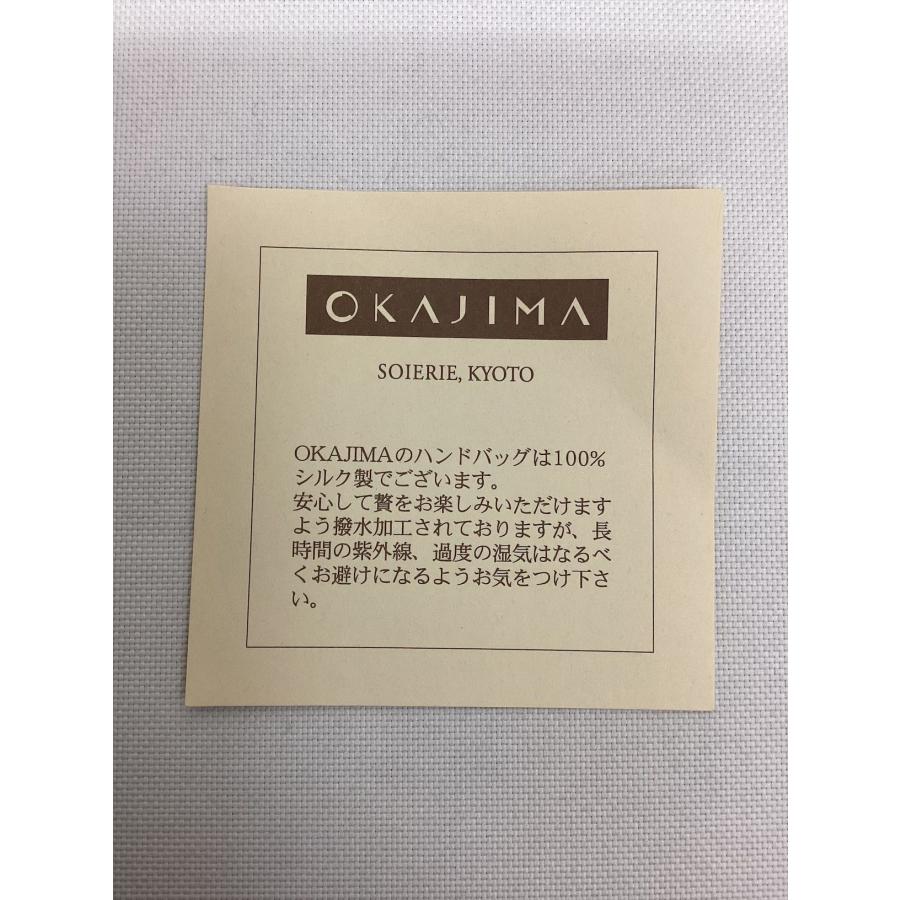 OKAJIMA
SOIERIE, KYOTO
OKAJIMAのハンドバッグは100%
シルク製でございます。
安心して贅をお楽しみいただけます
よう撥水加工されておりますが、長
時間の紫外線、過度の湿気はなるべ
くお避けになるようお気をつけ下さ
い。